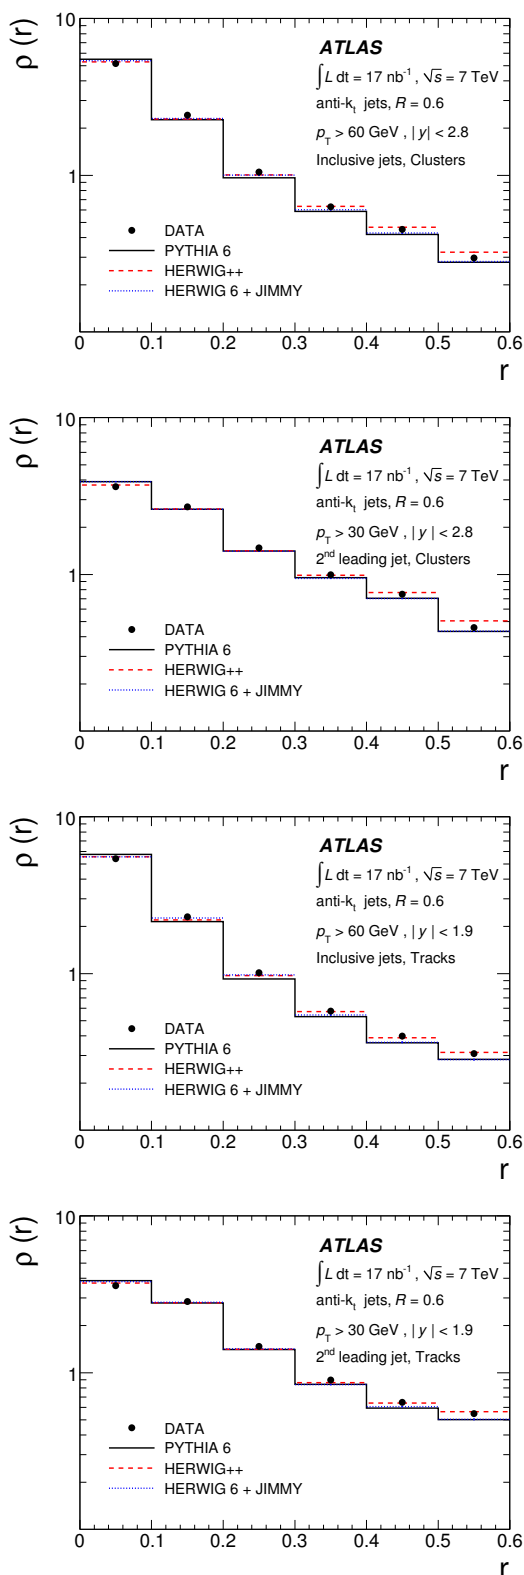 ρ (r)
10
ATLAS
∫L dt = 17 nb⁻¹ , √s = 7 TeV
anti-kₜ jets, R = 0.6
p_T > 60 GeV , | y | < 2.8
Inclusive jets, Clusters
1
DATA
PYTHIA 6
HERWIG++
HERWIG 6 + JIMMY
0 0.1 0.2 0.3 0.4 0.5 0.6
r
ρ (r)
10
ATLAS
∫L dt = 17 nb⁻¹ , √s = 7 TeV
anti-kₜ jets, R = 0.6
p_T > 30 GeV , | y | < 2.8
2ⁿᵈ leading jet, Clusters
1
DATA
PYTHIA 6
HERWIG++
HERWIG 6 + JIMMY
0 0.1 0.2 0.3 0.4 0.5 0.6
r
ρ (r)
10
ATLAS
∫L dt = 17 nb⁻¹ , √s = 7 TeV
anti-kₜ jets, R = 0.6
p_T > 60 GeV , | y | < 1.9
Inclusive jets, Tracks
1
DATA
PYTHIA 6
HERWIG++
HERWIG 6 + JIMMY
0 0.1 0.2 0.3 0.4 0.5 0.6
r
ρ (r)
10
ATLAS
∫L dt = 17 nb⁻¹ , √s = 7 TeV
anti-kₜ jets, R = 0.6
p_T > 30 GeV , | y | < 1.9
2ⁿᵈ leading jet, Tracks
1
DATA
PYTHIA 6
HERWIG++
HERWIG 6 + JIMMY
0 0.1 0.2 0.3 0.4 0.5 0.6
r